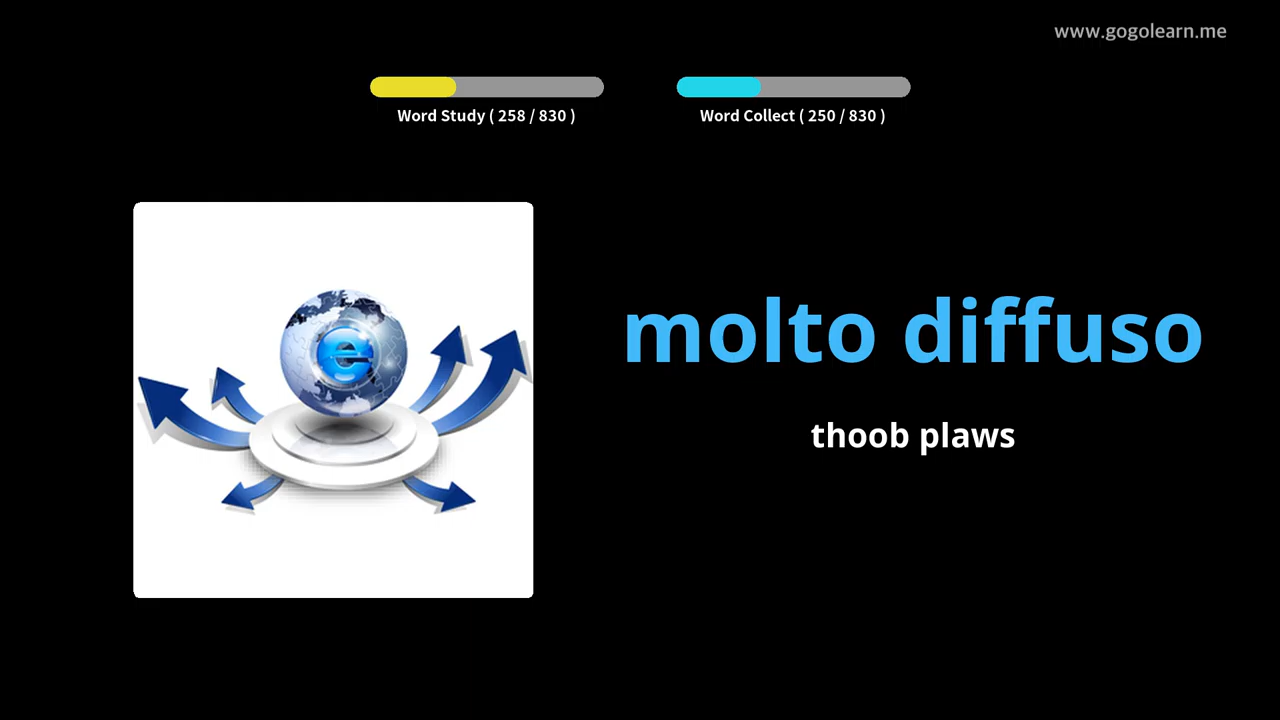 www.gogolearn.me
Word Study ( 258 / 830 )
Word Collect ( 250 / 830 )
e
molto diffuso
thoob plaws